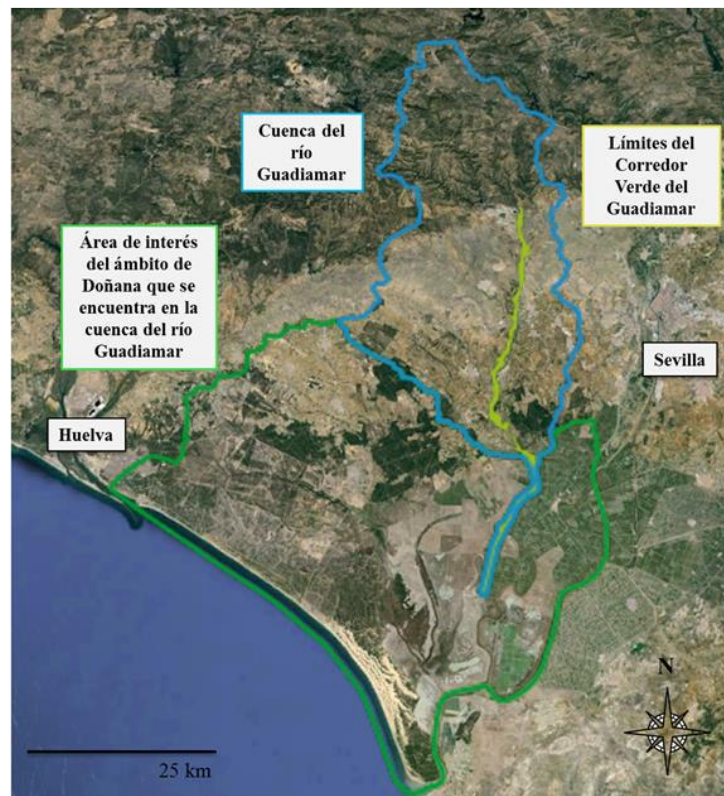 Cuenca del
río
Guadiamar
Límites del
Corredor
Verde del
Guadiamar
Área de interés
del ámbito de
Doñana que se
encuentra en la
cuenca del río
Guadiamar
Sevilla
Huelva
N
25 km